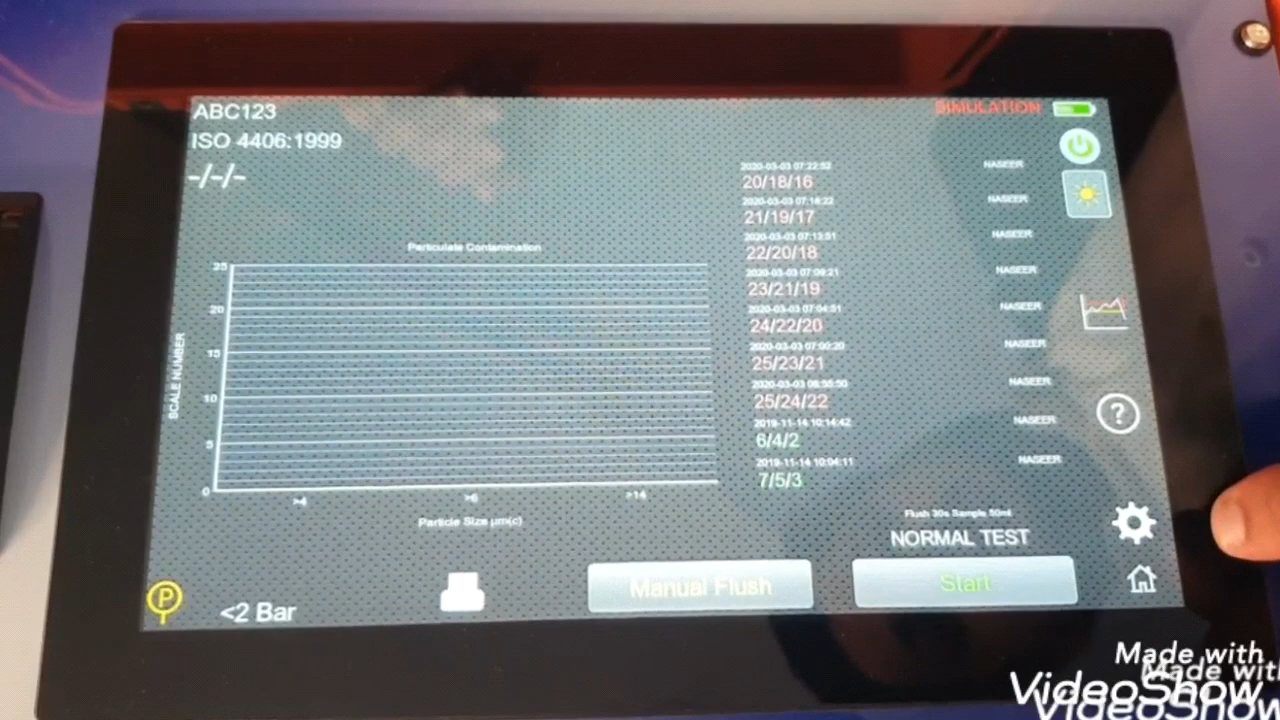 ABC123
SIMULATION
ISO 4406:1999
-/-/-
2020-03-03 07:22:52 NASEER
20/18/16
2020-03-03 07:18:22 NASEER
21/19/17
2020-03-03 07:13:51 NASEER
22/20/18
2020-03-03 07:09:21 NASEER
23/21/19
2020-03-03 07:04:51 NASEER
24/22/20
2020-03-03 07:00:20 NASEER
25/23/21
2020-03-03 06:55:50 NASEER
25/24/22
2019-11-14 10:14:42 NASEER
6/4/2
2019-11-14 10:04:11 NASEER
7/5/3
Particulate Contamination
SCALE NUMBER
25
20
15
10
5
0
>4 >6 >14
Particle Size µm(c)
?
Flush 30s Sample 50ml
NORMAL TEST
Manual Flush
Start
P
<2 Bar
Made with
Made with
VideoShow
VideoShow